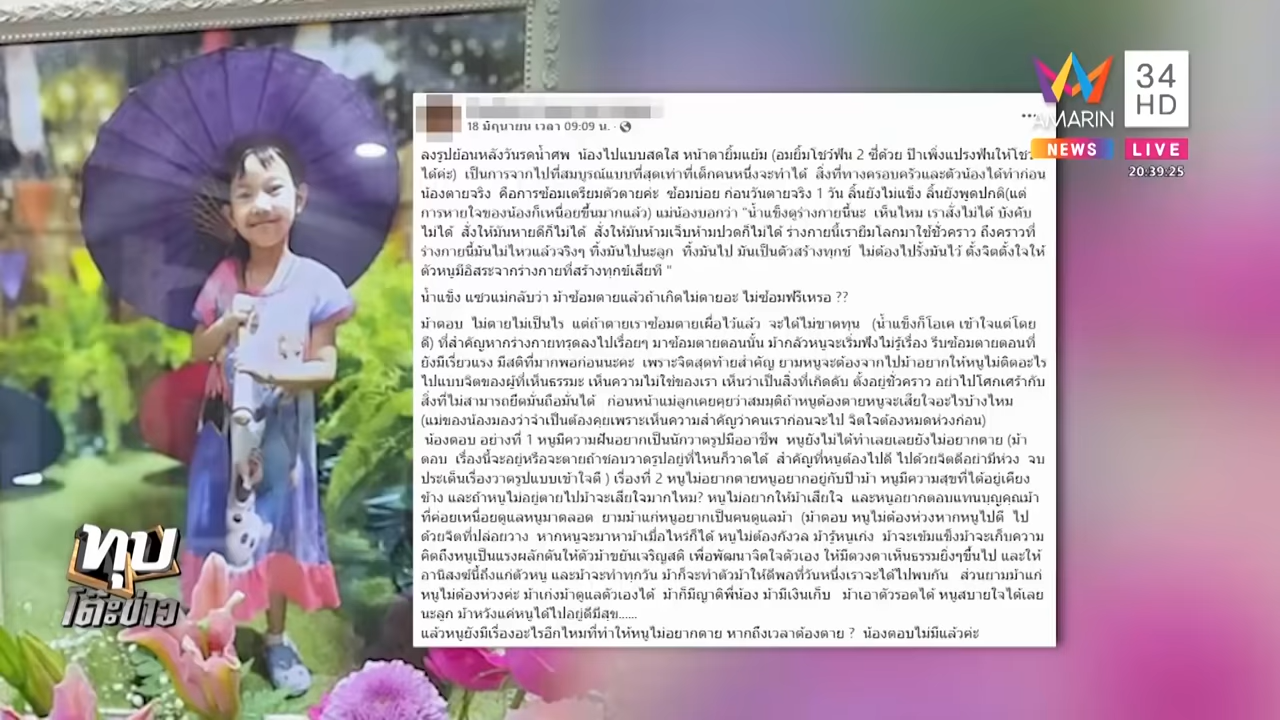 AMARIN
NEWS
34
HD
LIVE
20:39:25
18 มิถุนายน เวลา 09:09 น.
ลงรูปย้อนหลังวันรดน้ำศพ น้องไปแบบสดใส หน้าตายิ้มแย้ม (อมยิ้มโชว์ฟัน 2 ซี่ด้วย ป๊าเพิ่งแปรงฟันให้โชว์
ได้ค่ะ) เป็นการจากไปที่สมบูรณ์แบบที่สุดเท่าที่เด็กคนหนึ่งจะทำได้ สิ่งที่ทางครอบครัวและตัวน้องได้ทำก่อน
น้องตายจริง คือการซ้อมเตรียมตัวตายค่ะ ซ้อมบ่อย ก่อนวันตายจริง 1 วัน ลิ้นยังไม่แข็ง ลิ้นยังพูดปกติ(แต่
การหายใจของน้องก็เหนื่อยขึ้นมากแล้ว) แม่น้องบอกว่า "น้ำแข็งดูร่างกายนี้นะ เห็นไหม เราสั่งไม่ได้ บังคับ
ไม่ได้ สั่งให้มันหายดีก็ไม่ได้ สั่งให้มันห้ามเจ็บห้ามปวดก็ไม่ได้ ร่างกายนี้เรายืมโลกมาใช้ชั่วคราว ถึงคราวที่
ร่างกายนี้มันไม่ไหวแล้วจริงๆ ทิ้งมันไปนะลูก ทิ้งมันไป มันเป็นตัวสร้างทุกข์ ไม่ต้องไปรั้งมันไว้ ตั้งจิตตั้งใจให้
ตัวหนูมีอิสระจากร่างกายที่สร้างทุกข์เสียที "
น้ำแข็ง แซวแม่กลับว่า ม้าซ้อมตายแล้วถ้าเกิดไม่ตายอะ ไม่ซ้อมฟรีเหรอ ??
ม้าตอบ ไม่ตายไม่เป็นไร แต่ถ้าตายเราซ้อมตายเผื่อไว้แล้ว จะได้ไม่ขาดทุน (น้ำแข็งก็โอเค เข้าใจแต่โดย
ดี) ที่สำคัญหากร่างกายทรุดลงไปเรื่อยๆ มาซ้อมตายตอนนั้น ม้ากลัวหนูจะเริ่มฟังไม่รู้เรื่อง รีบซ้อมตายตอนที่
ยังมีเรี่ยวแรง มีสติที่มากพอก่อนนะคะ เพราะจิตสุดท้ายสำคัญ ยามหนูจะต้องจากไปม้าอยากให้หนูไม่ติดอะไร
ไปแบบจิตของผู้ที่เห็นธรรมะ เห็นความไม่ใช่ของเรา เห็นว่าเป็นสิ่งที่เกิดดับ ตั้งอยู่ชั่วคราว อย่าไปโศกเศร้ากับ
สิ่งที่ไม่สามารถยึดมั่นถือมั่นได้ ก่อนหน้าแม่ลูกเคยคุยว่าสมมุติถ้าหนูต้องตายหนูจะเสียใจอะไรบ้างไหม
(แม่ของน้องมองว่าจำเป็นต้องคุยเพราะเห็นความสำคัญว่าคนเราก่อนจะไป จิตใจต้องหมดห่วงก่อน)
น้องตอบ อย่างที่ 1 หนูมีความฝันอยากเป็นนักวาดรูปมืออาชีพ หนูยังไม่ได้ทำเลยเลยยังไม่อยากตาย (ม้า
ตอบ เรื่องนี้จะอยู่หรือจะตายถ้าชอบวาดรูปอยู่ที่ไหนก็วาดได้ สำคัญที่หนูต้องไปดี ไปด้วยจิตดีอย่ามีห่วง จบ
ประเด็นเรื่องวาดรูปแบบเข้าใจดี ) เรื่องที่ 2 หนูไม่อยากตายหนูอยากอยู่กับป๊าม้า หนูมีความสุขที่ได้อยู่เคียง
ข้าง และถ้าหนูไม่อยู่ตายไปม้าจะเสียใจมากไหม? หนูไม่อยากให้ม้าเสียใจ และหนูอยากตอบแทนบุญคุณม้า
ที่ค่อยเหนื่อยดูแลหนูมาตลอด ยามม้าแก่หนูอยากเป็นคนดูแลม้า (ม้าตอบ หนูไม่ต้องห่วงหากหนูไปดี ไป
ด้วยจิตที่ปล่อยวาง หากหนูจะมาหาม้าเมื่อไหร่ก็ได้ หนูไม่ต้องกังวล ม้ารู้หนูเก่ง ม้าจะเข้มแข็งม้าจะเก็บความ
คิดถึงหนูเป็นแรงผลักดันให้ตัวม้าขยันเจริญสติ เพื่อพัฒนาจิตใจตัวเอง ให้มีดวงตาเห็นธรรมยิ่งๆขึ้นไป และให้
อานิสงฆ์นี้ถึงแก่ตัวหนู และม้าจะทำทุกวัน ม้าก็จะทำตัวม้าให้ดีพอที่วันหนึ่งเราจะได้ไปพบกัน ส่วนยามม้าแก่
หนูไม่ต้องห่วงค่ะ ม้าเก่งม้าดูแลตัวเองได้ ม้าก็มีญาติพี่น้อง ม้ามีเงินเก็บ ม้าเอาตัวรอดได้ หนูสบายใจได้เลย
นะลูก ม้าหวังแค่หนูได้ไปอยู่ดีมีสุข......
แล้วหนูยังมีเรื่องอะไรอีกไหมที่ทำให้หนูไม่อยากตาย หากถึงเวลาต้องตาย ? น้องตอบไม่มีแล้วค่ะ
ทุบ
โต๊ะข่าว